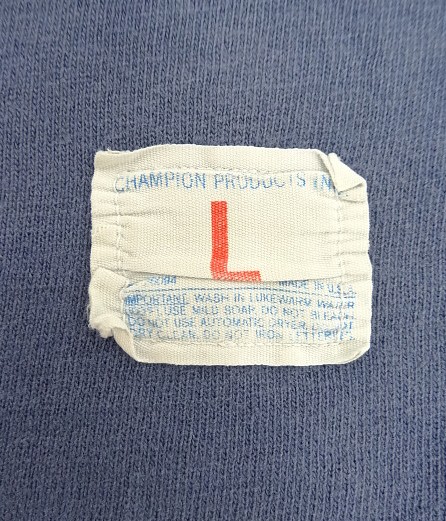 CHAMPION PRODUCTS IN
L
MADE IN U.S.A.
IMPORTANT WASH IN LUKEWARM WATER
USE MILD SOAP. DO NOT BLEACH
DO NOT USE AUTOMATIC DRYER,
CLEAN. DO NOT IRON